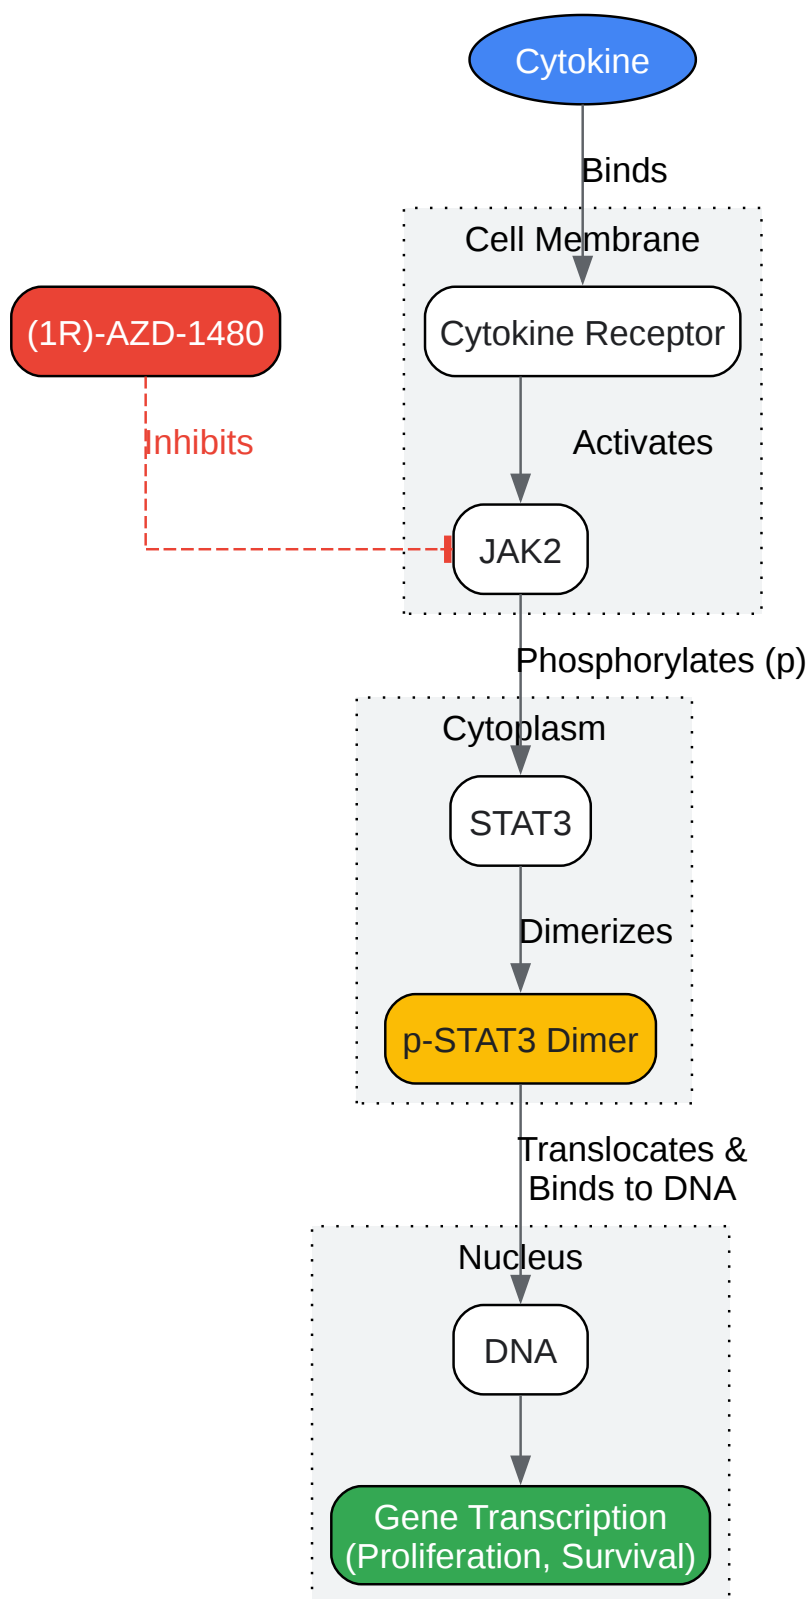 Cytokine
Binds
Cell Membrane
(1R)-AZD-1480
Cytokine Receptor
Inhibits
Activates
JAK2
Phosphorylates (p)
Cytoplasm
STAT3
Dimerizes
p-STAT3 Dimer
Translocates &
Binds to DNA
Nucleus
DNA
Gene Transcription
(Proliferation, Survival)